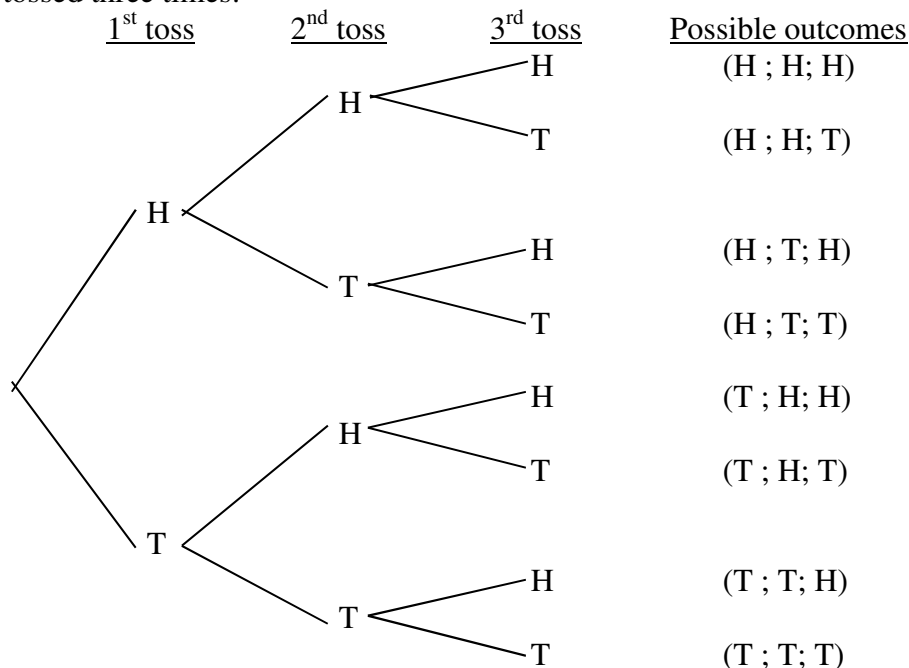 tossed three times.
1st toss 2nd toss 3rd toss Possible outcomes
H (H ; H; H)
H
T (H ; H; T)
H
H (H ; T; H)
T
T (H ; T; T)
H (T ; H; H)
H
T (T ; H; T)
T
H (T ; T; H)
T
T (T ; T; T)